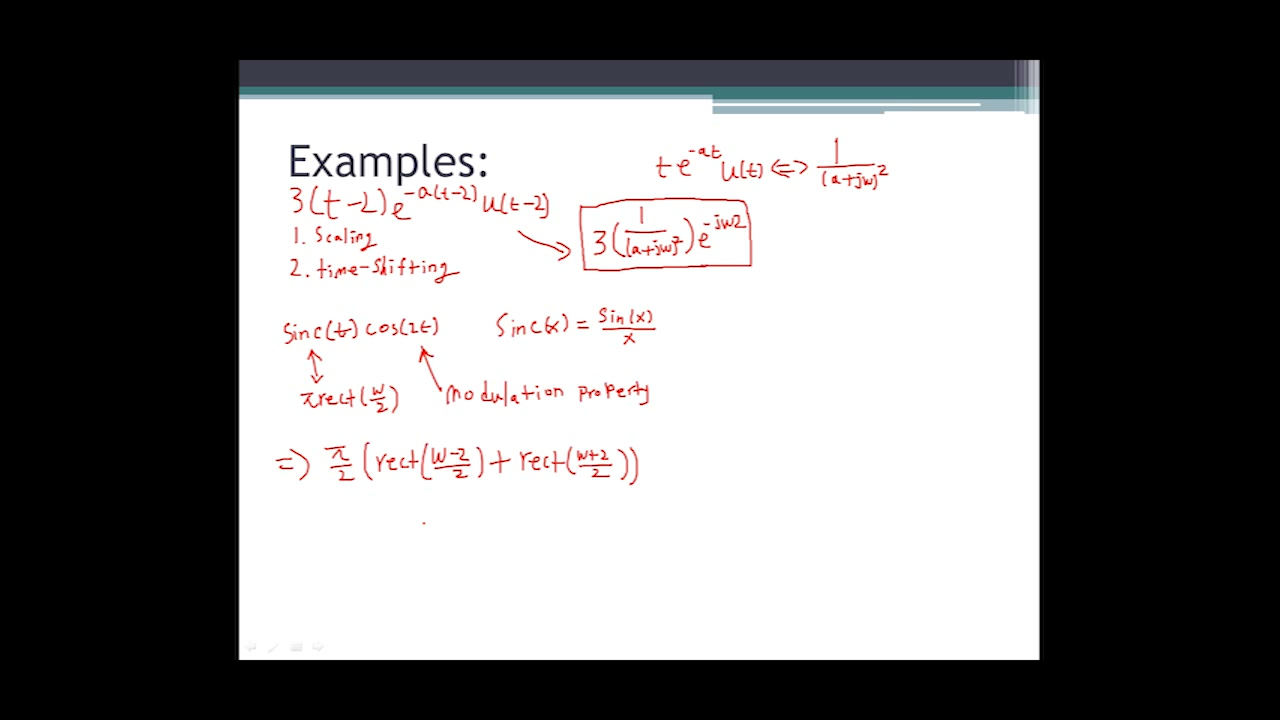 Examples:
te^{-at}u(t) <=> 1/(a+jw)^2
3(t-2)e^{-a(t-2)}u(t-2)
3(1/(a+jw)^2)e^{-jw2}
1. Scaling
2. time-shifting
Sinc(t) cos(2t)
Sinc(x) = Sin(x)/x
π rect(w/2)
modulation property
=> π/2 (rect((w-2)/2) + rect((w+2)/2))